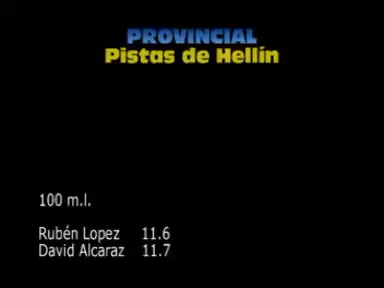 PROVINCIAL
Pistas de Hellín
100 m.l.
Rubén Lopez 11.6
David Alcaraz 11.7